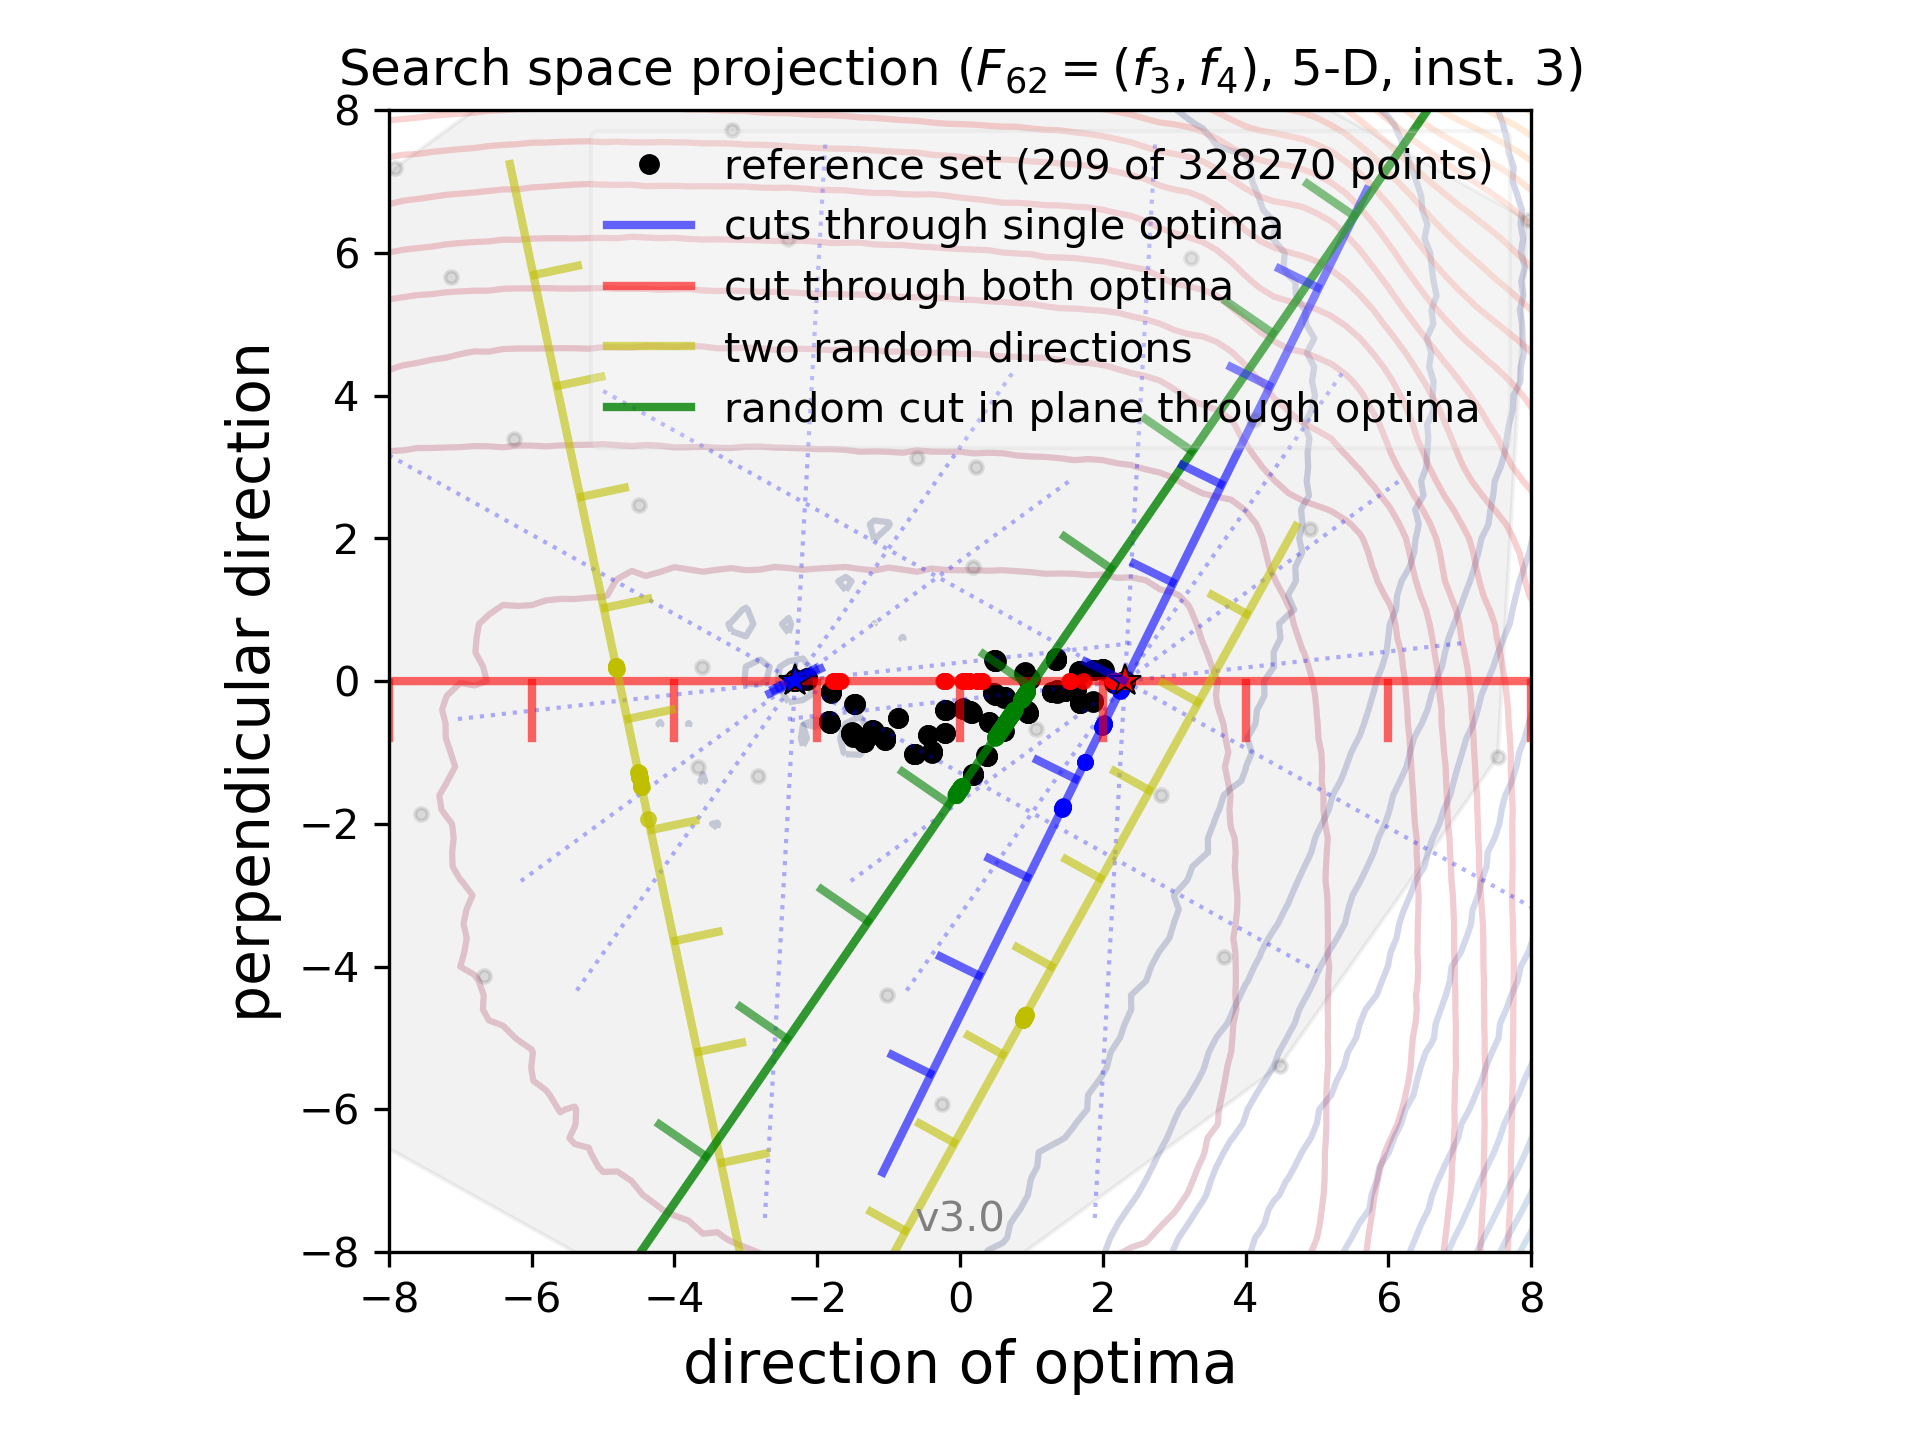 Search space projection (F62 = (f3, f4), 5-D, inst. 3)
reference set (209 of 328270 points)
cuts through single optima
cut through both optima
two random directions
random cut in plane through optima
perpendicular direction
8
6
4
2
0
−2
−4
−6
−8
v3.0
−8 −6 −4 −2 0 2 4 6 8
direction of optima